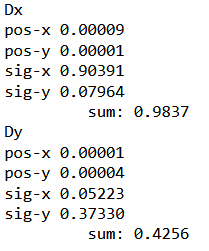 Dx
pos-x 0.00009
pos-y 0.00001
sig-x 0.90391
sig-y 0.07964
sum: 0.9837
Dy
pos-x 0.00001
pos-y 0.00004
sig-x 0.05223
sig-y 0.37330
sum: 0.4256